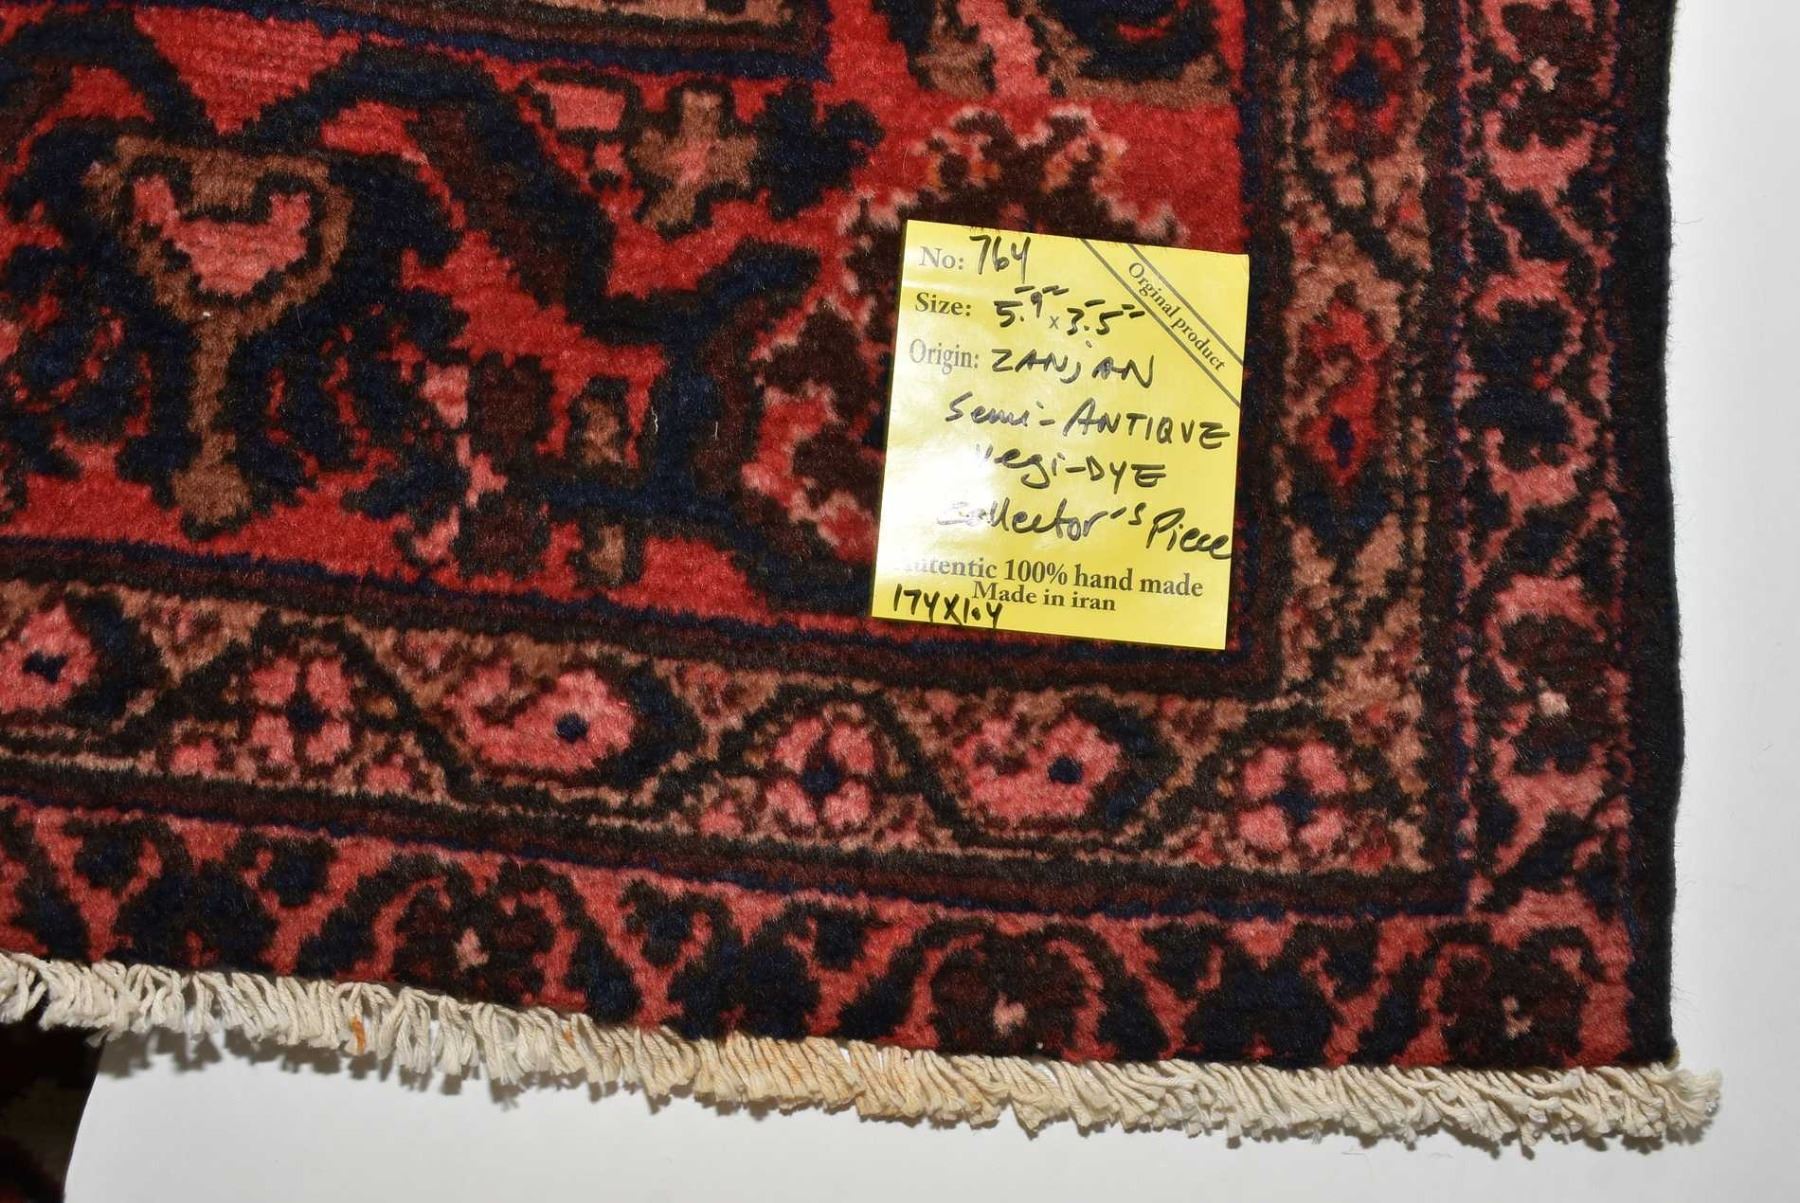 No: 764
Orginal product
Size: 5'.9" x 3'.5"
Origin: ZANJAN
Semi-ANTIQUE
Vegi-DYE
collector's Piece
Autentic 100% hand made
Made in iran
174X104